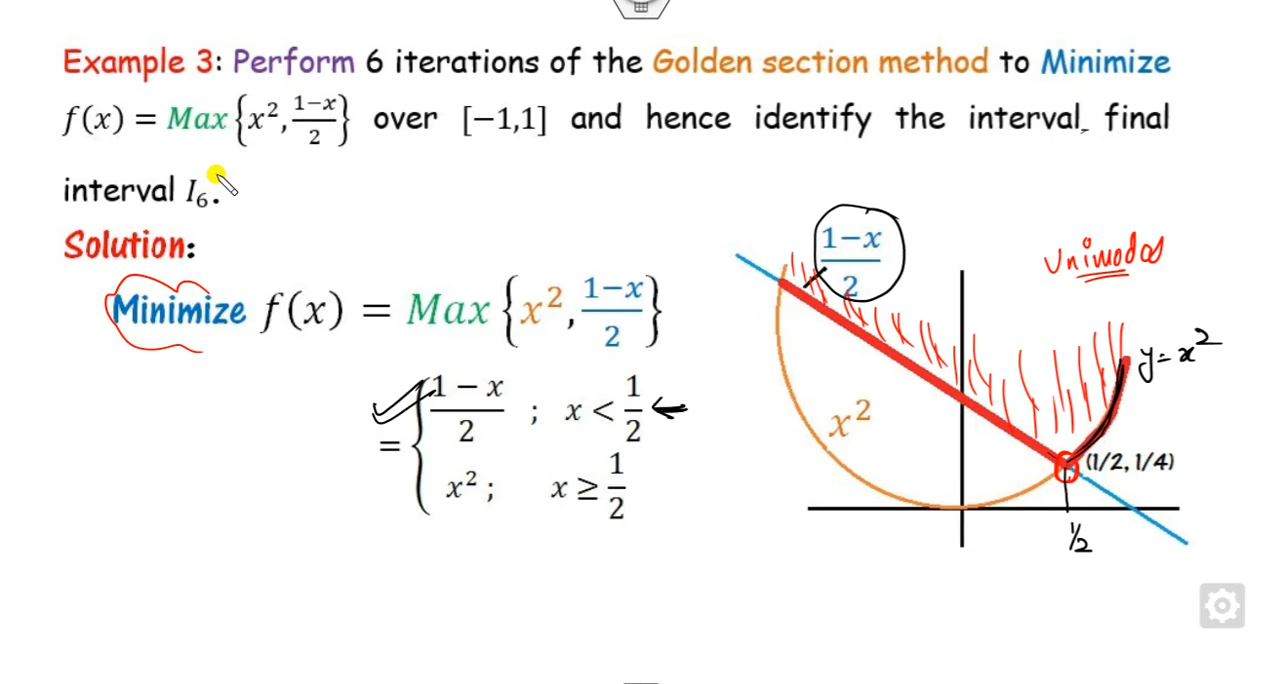 Example 3: Perform 6 iterations of the Golden section method to Minimize
f(x) = Max {x², (1−x)/2} over [−1,1] and hence identify the interval, final
interval I₆.
Solution:
Minimize f(x) = Max {x², (1−x)/2}
= { (1 − x)/2 ; x < 1/2
x² ; x ≥ 1/2
(1−x)/2
Unimodal
y = x²
x²
(1/2, 1/4)
1/2